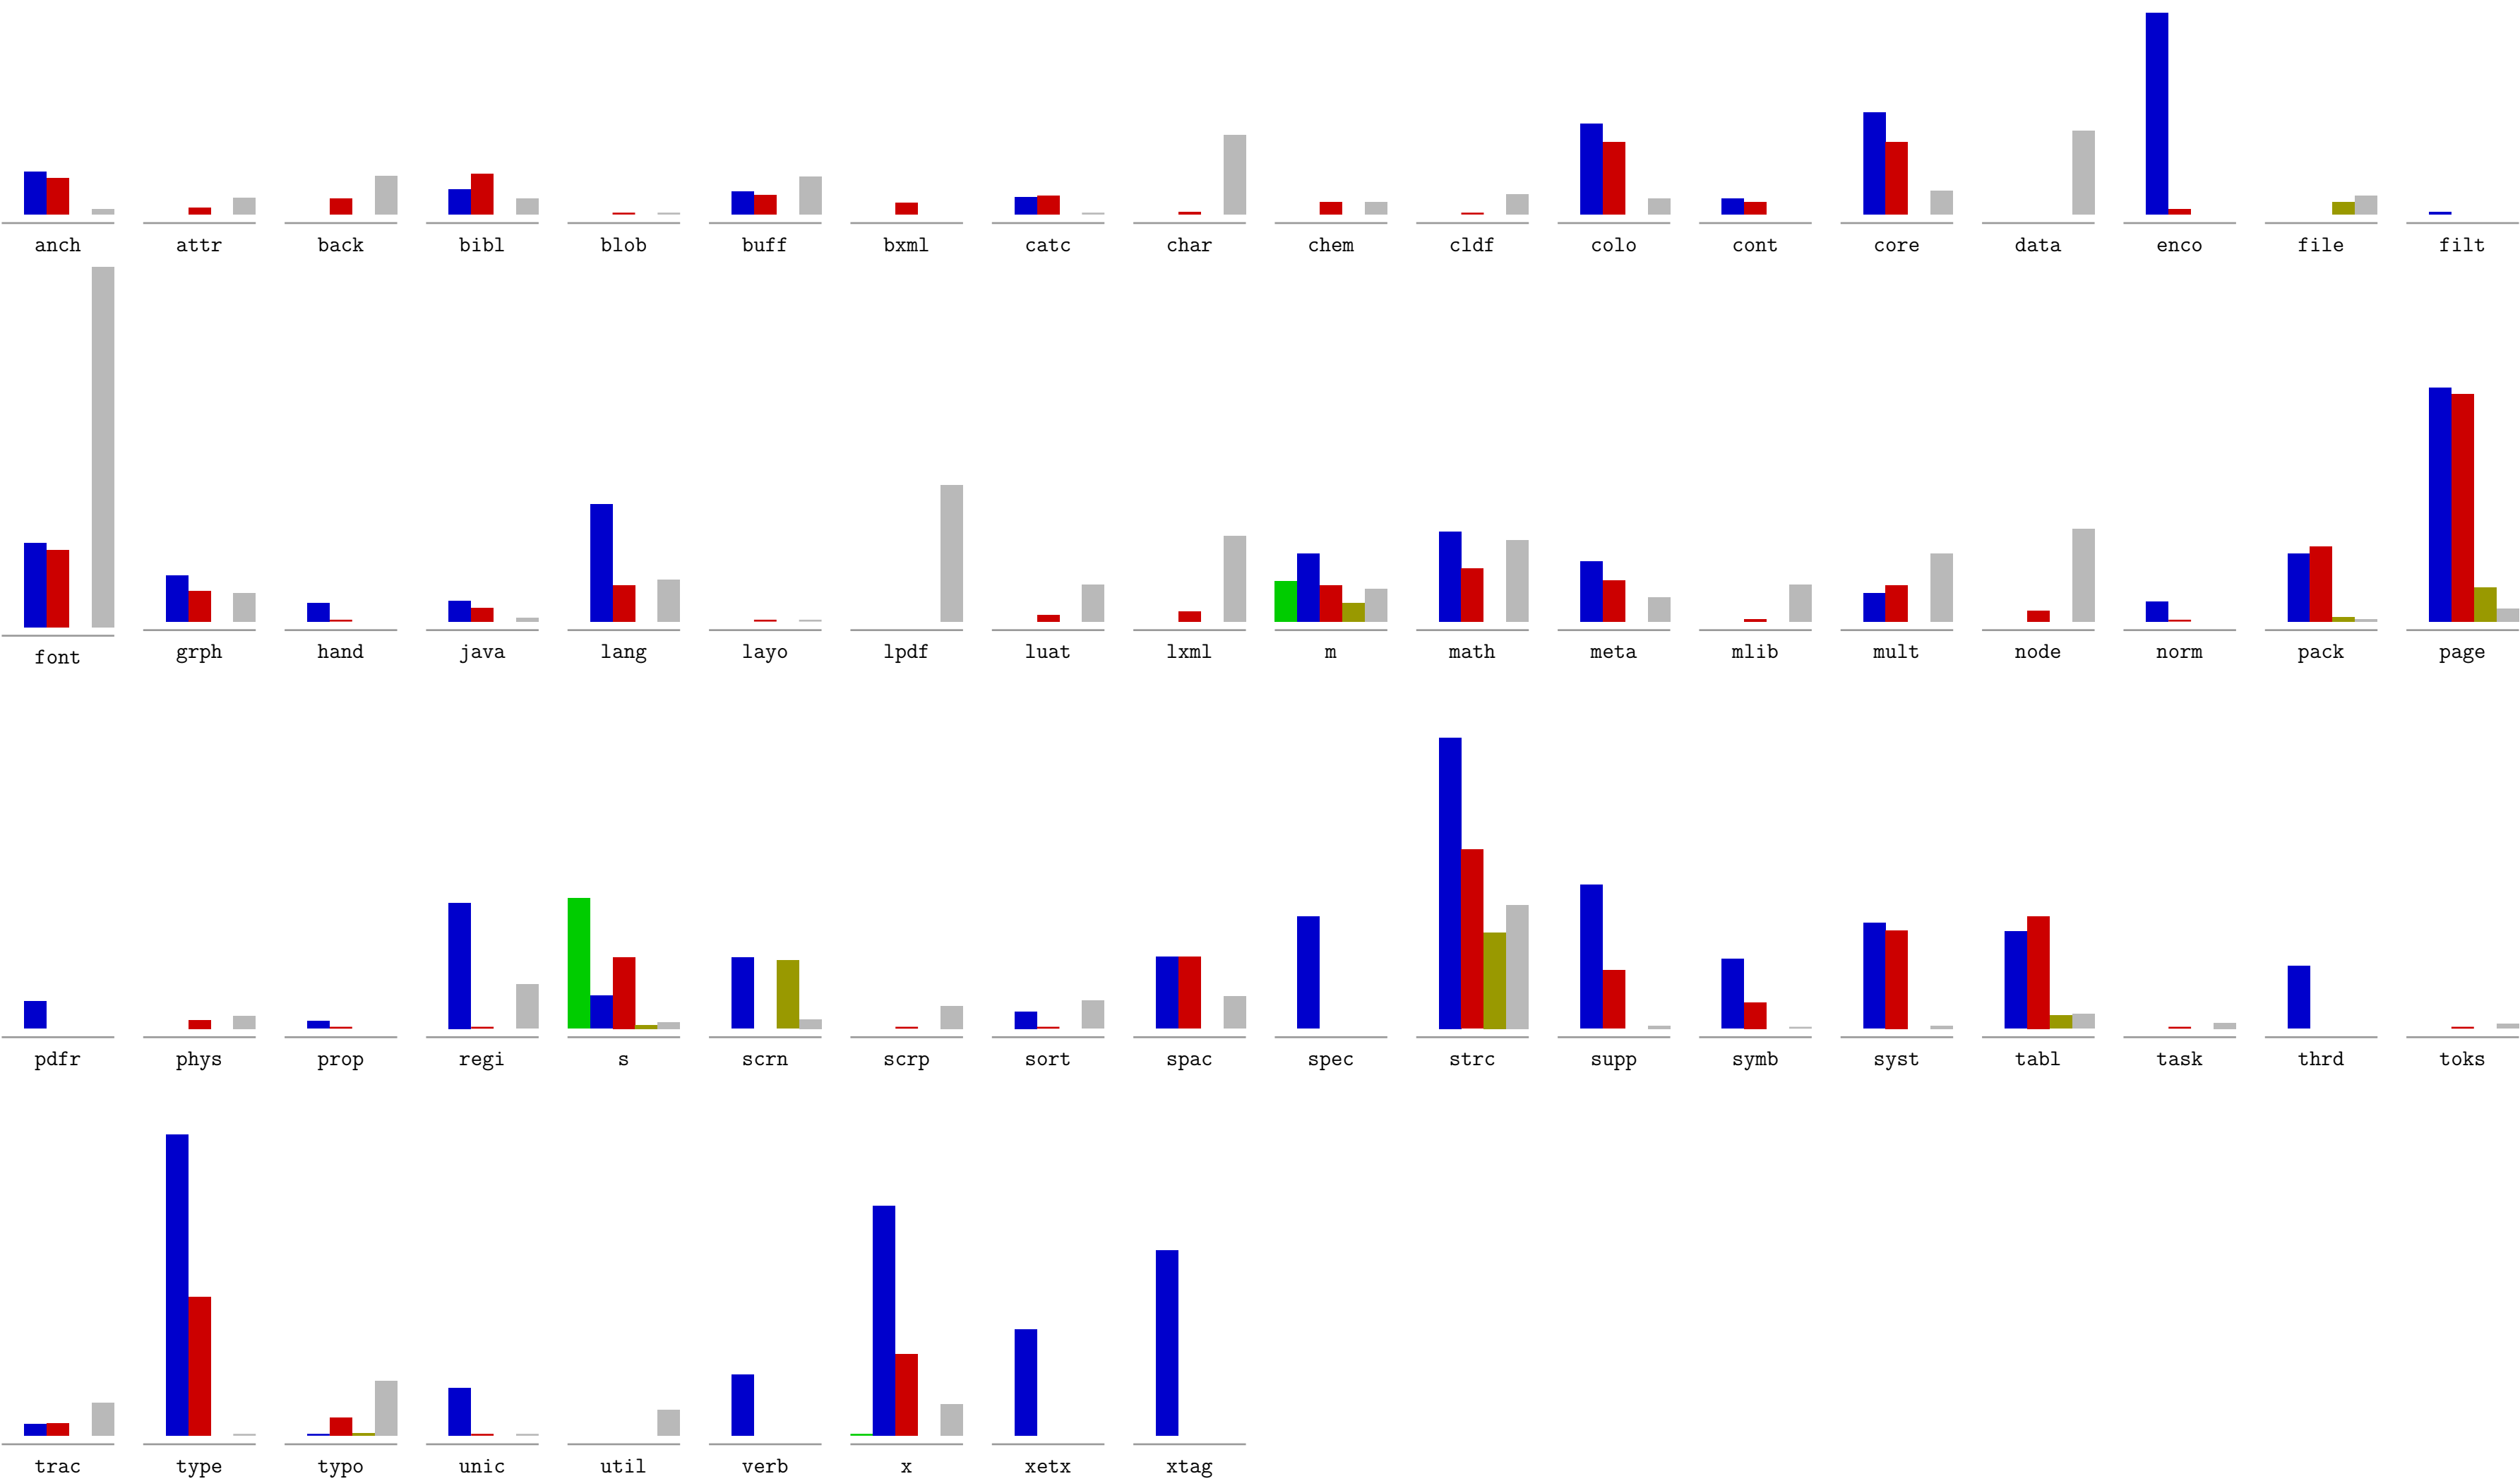 anch attr back bibl blob buff bxml catc char chem cldf colo cont core data enco file filt
font grph hand java lang layo lpdf luat lxml m math meta mlib mult node norm pack page
pdfr phys prop regi s scrn scrp sort spac spec strc supp symb syst tabl task thrd toks
trac type typo unic util verb x xetx xtag